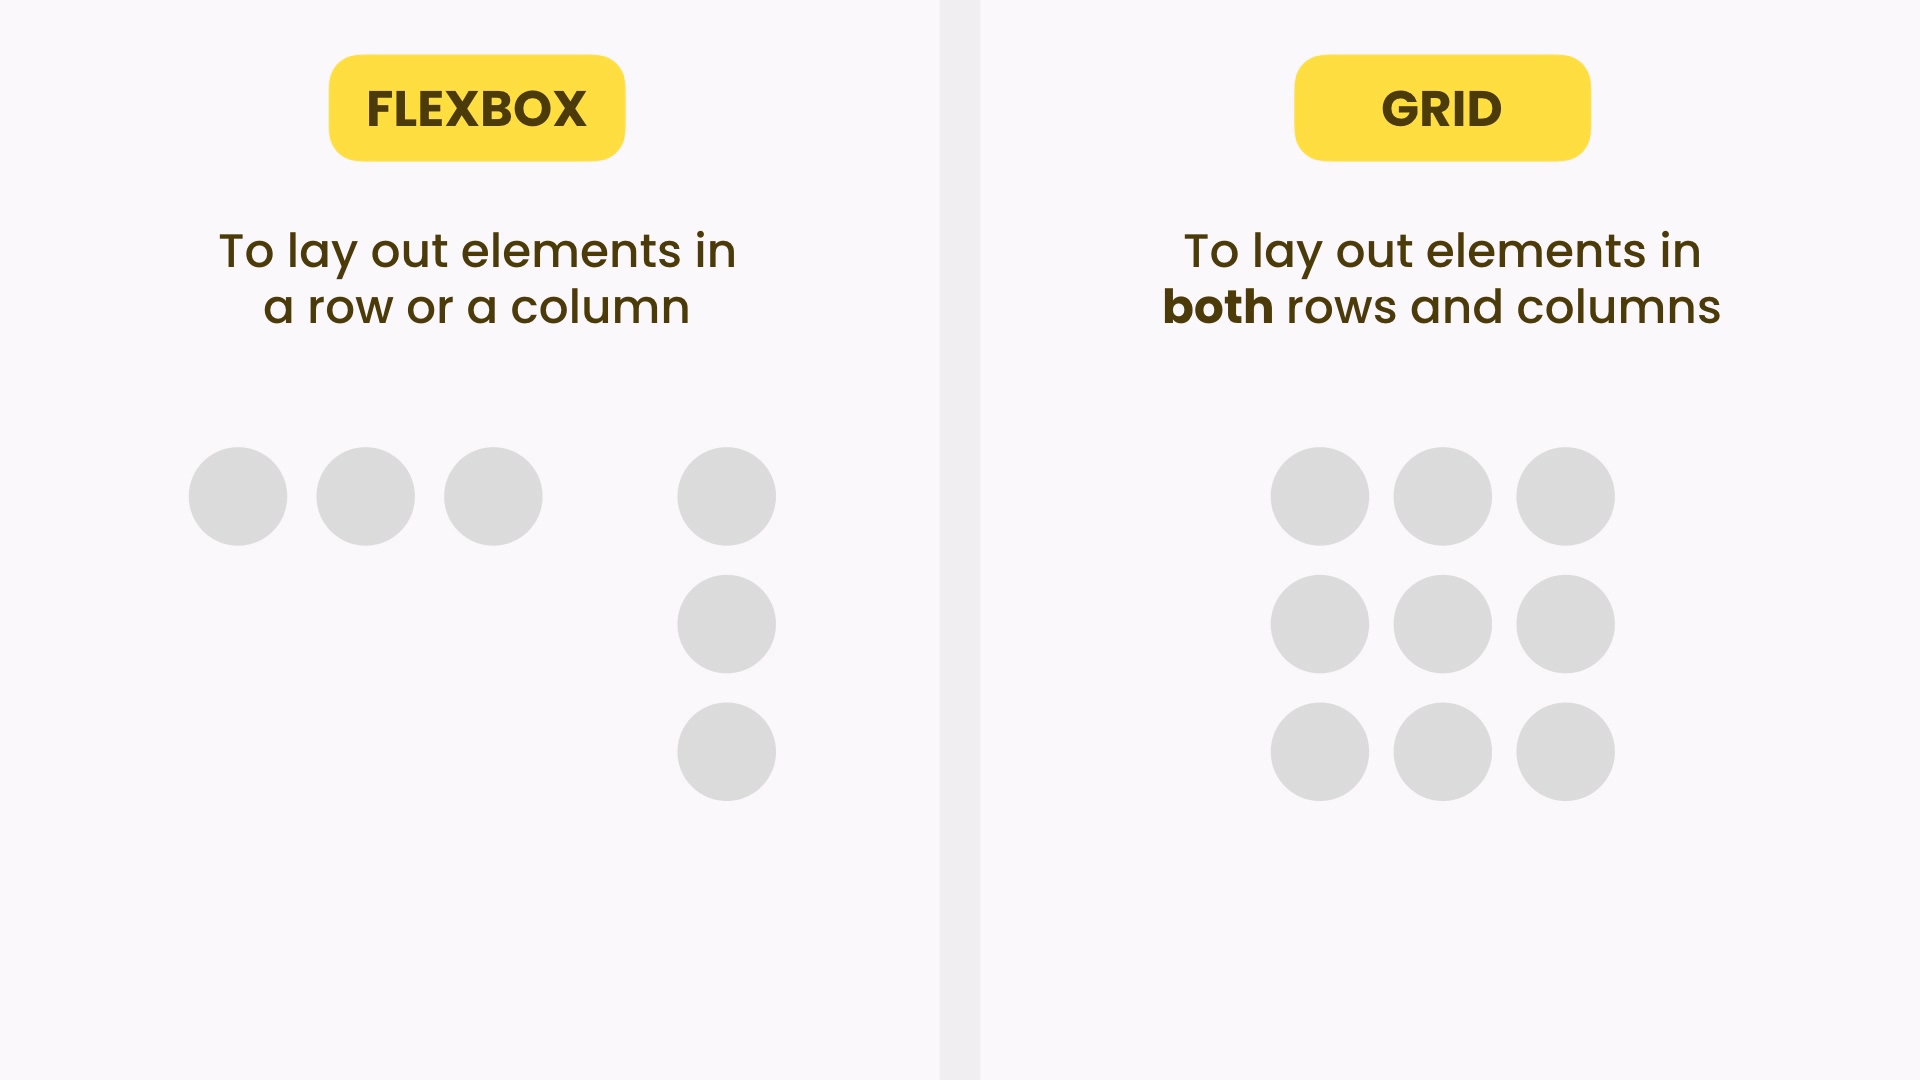 FLEXBOX
To lay out elements in
a row or a column
GRID
To lay out elements in
both rows and columns